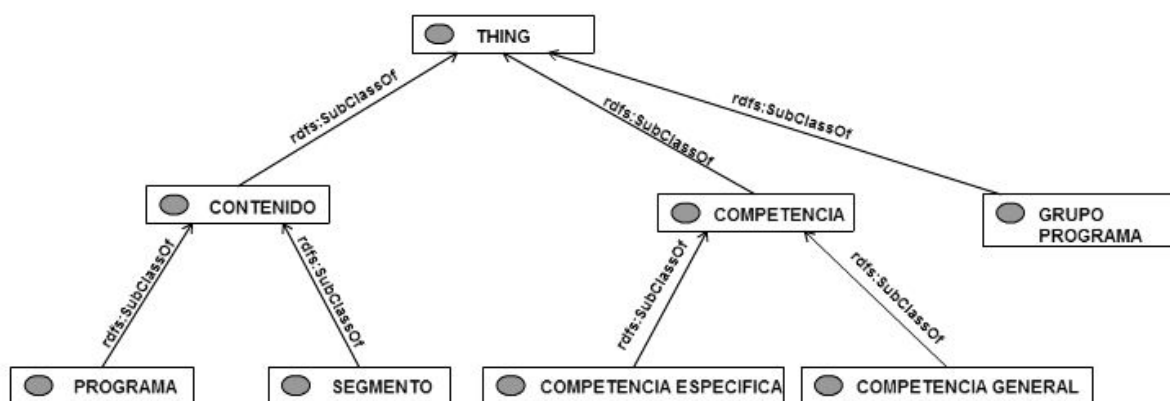 THING
rdfs:SubClassOf
rdfs:SubClassOf
rdfs:SubClassOf
CONTENIDO
COMPETENCIA
GRUPO
PROGRAMA
rdfs:SubClassOf
rdfs:SubClassOf
rdfs:SubClassOf
rdfs:SubClassOf
PROGRAMA
SEGMENTO
COMPETENCIA ESPECIFICA
COMPETENCIA GENERAL